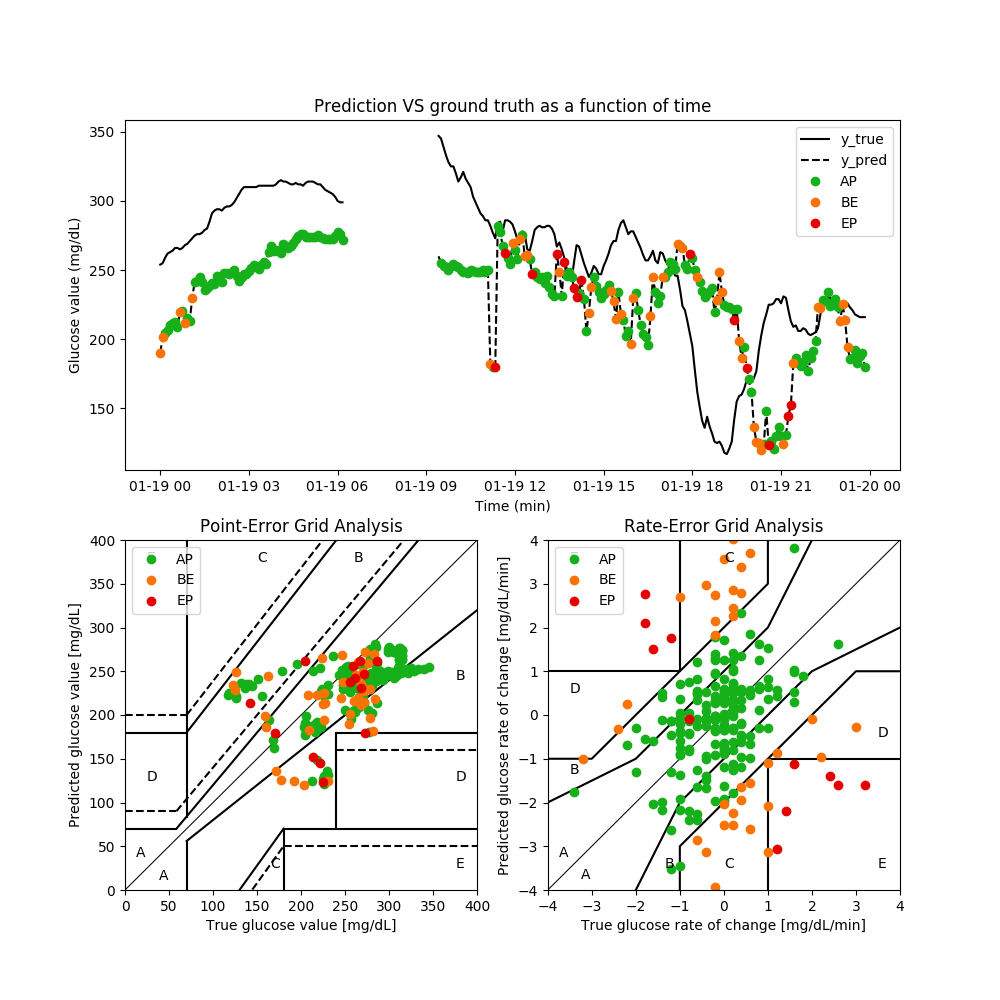 Prediction VS ground truth as a function of time
Glucose value (mg/dL)
350
300
250
200
150
y_true
y_pred
AP
BE
EP
01-19 00 01-19 03 01-19 06 01-19 09 01-19 12 01-19 15 01-19 18 01-19 21 01-20 00
Time (min)
Point-Error Grid Analysis
Predicted glucose value [mg/dL]
400
350
300
250
200
150
100
50
0
AP
BE
EP
C
B
B
D
D
A
A
C
E
0 50 100 150 200 250 300 350 400
True glucose value [mg/dL]
Rate-Error Grid Analysis
Predicted glucose rate of change [mg/dL/min]
4
3
2
1
0
−1
−2
−3
−4
AP
BE
EP
C
D
D
B
A
A
B
C
E
−4 −3 −2 −1 0 1 2 3 4
True glucose rate of change [mg/dL/min]